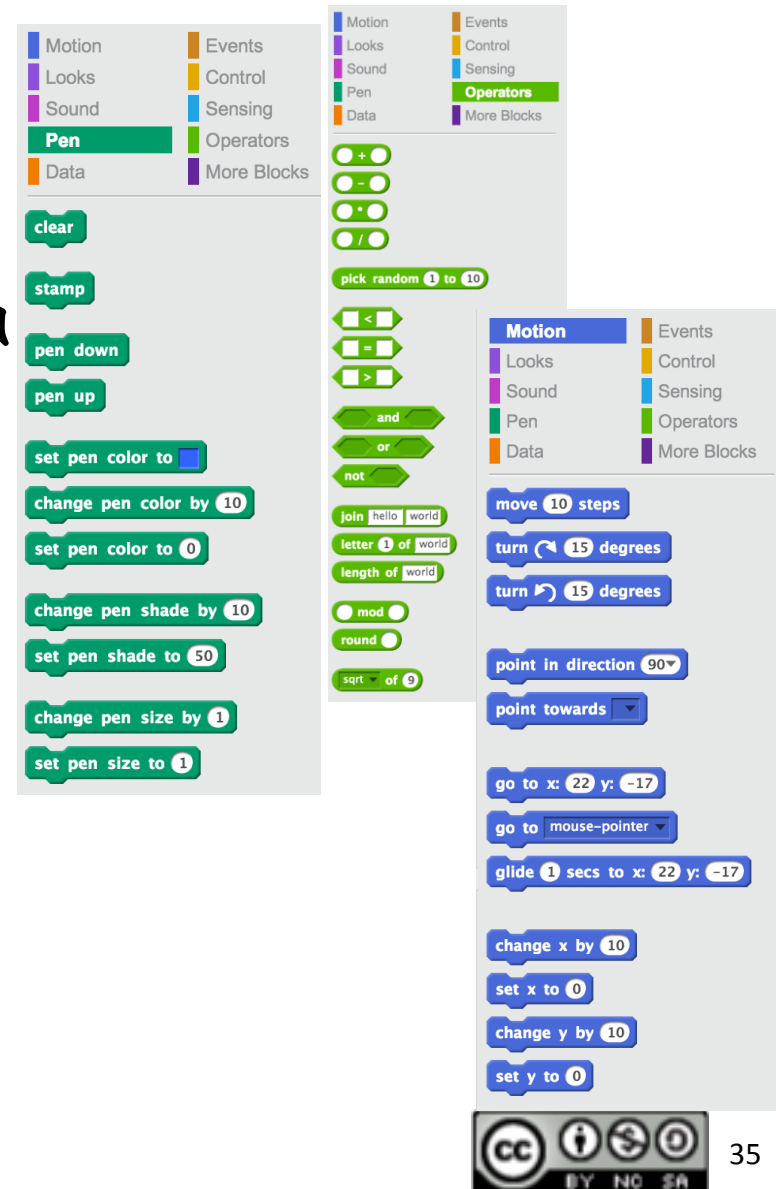 Motion Events
Looks Control
Sound Sensing
Pen Operators
Data More Blocks
clear
stamp
pen down
pen up
set pen color to
change pen color by 10
set pen color to 0
change pen shade by 10
set pen shade to 50
change pen size by 1
set pen size to 1
Motion Events
Looks Control
Sound Sensing
Pen Operators
Data More Blocks
+
-
*
/
pick random 1 to 10
<
=
>
and
or
not
join hello world
letter 1 of world
length of world
mod
round
sqrt of 9
Motion Events
Looks Control
Sound Sensing
Pen Operators
Data More Blocks
move 10 steps
turn 15 degrees
turn 15 degrees
point in direction 90
point towards
go to x: 22 y: -17
go to mouse-pointer
glide 1 secs to x: 22 y: -17
change x by 10
set x to 0
change y by 10
set y to 0
cc
BY NC SA
35